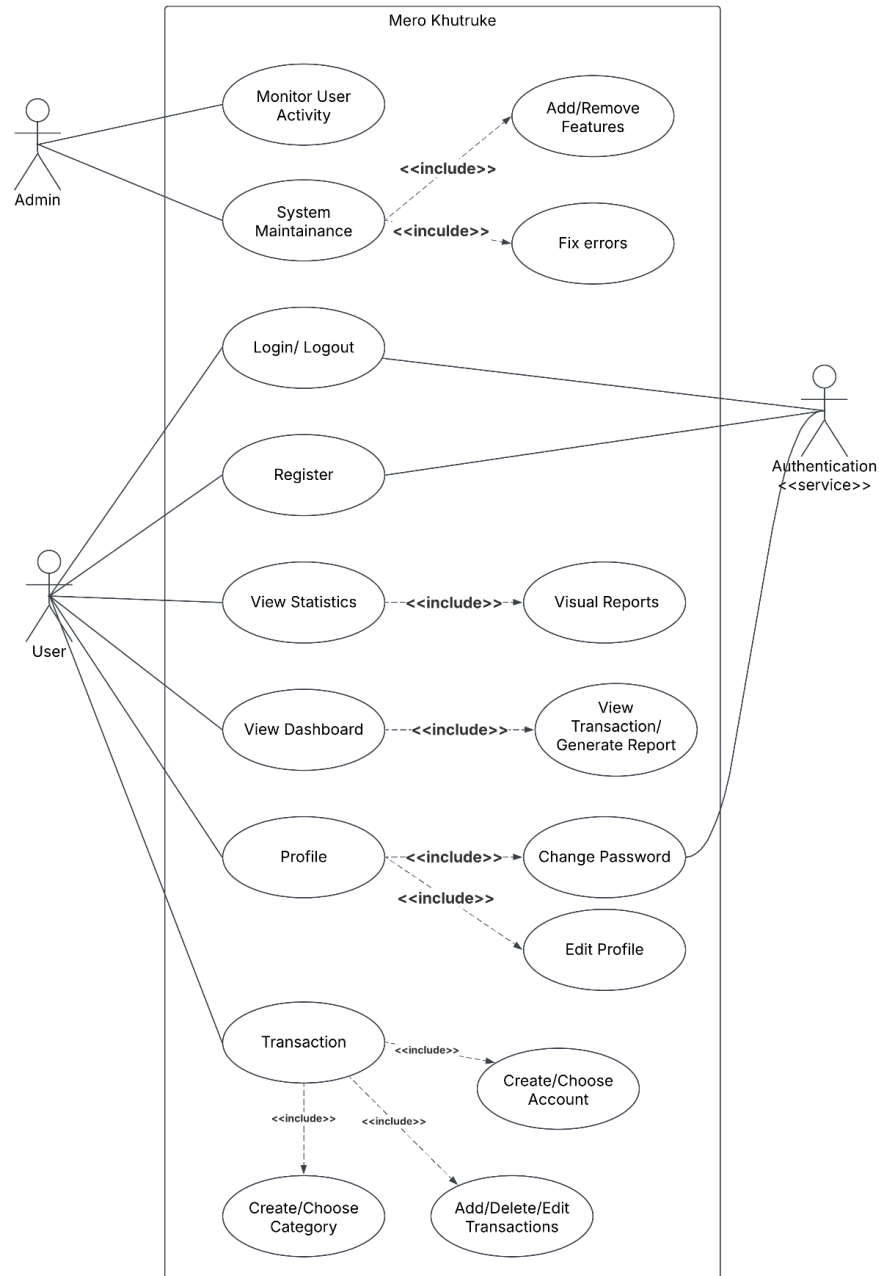 Mero Khutruke
Monitor User
Activity
Add/Remove
Features
<<include>>
Admin
System
Maintainance
<<inculde>>
Fix errors
Login/ Logout
Authentication
<<service>>
Register
View Statistics
<<include>>
Visual Reports
User
View Dashboard
<<include>>
View
Transaction/
Generate Report
Profile
<<include>>
Change Password
<<include>>
Edit Profile
Transaction
<<include>>
Create/Choose
Account
<<include>>
<<include>>
Create/Choose
Category
Add/Delete/Edit
Transactions